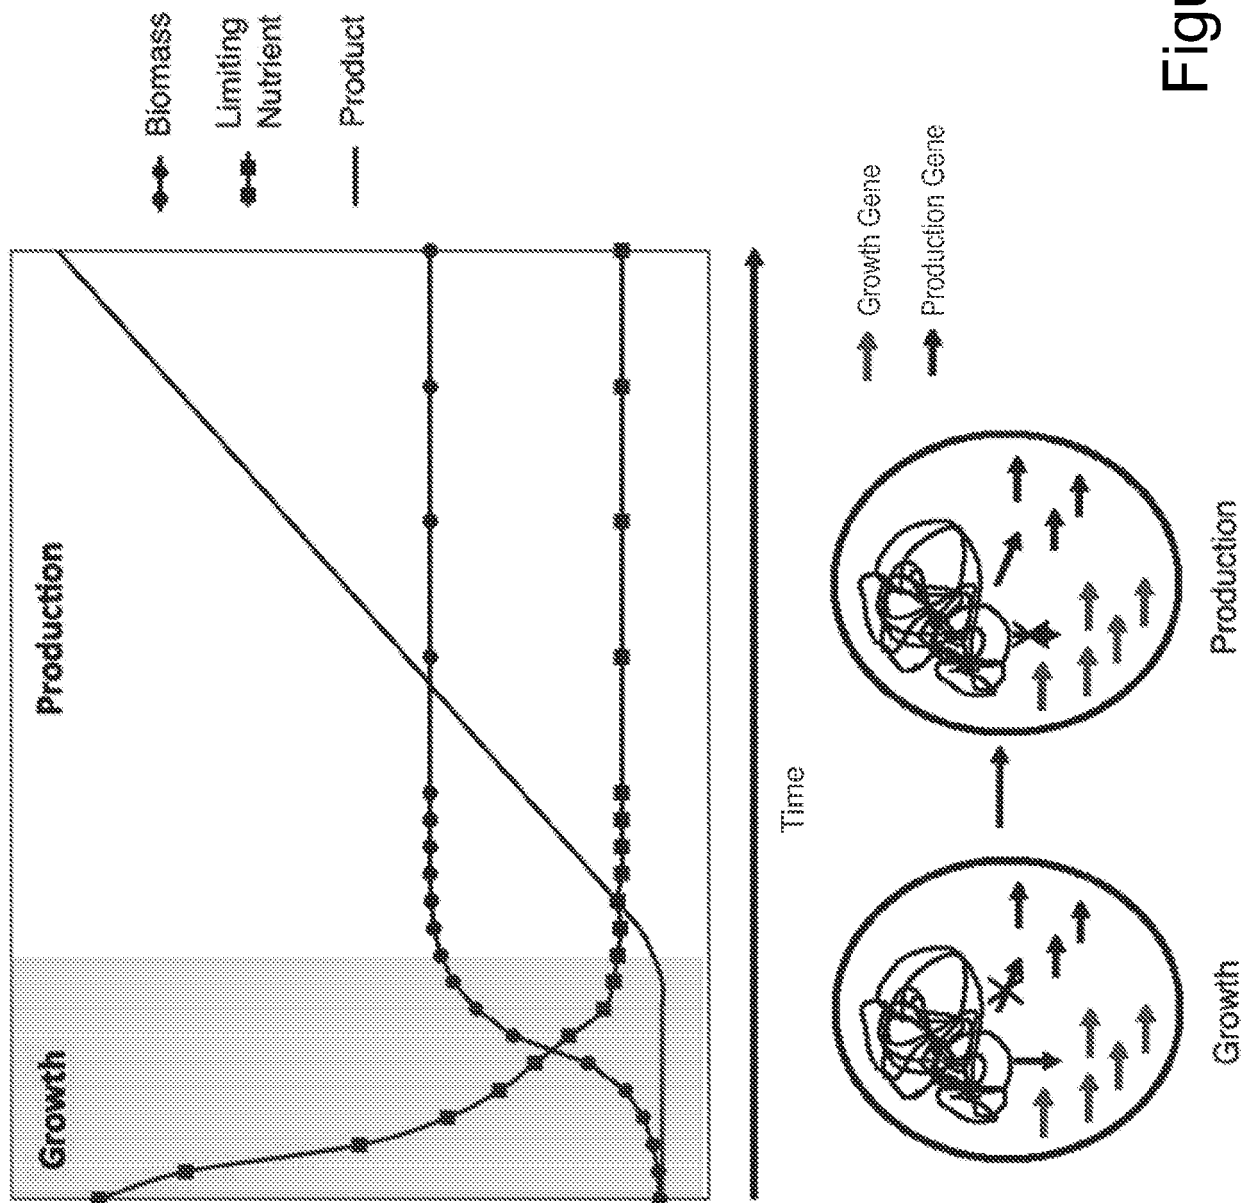 Growth
Production
Biomass
Limiting
Nutrient
Product
Time
Growth Gene
Production Gene
Growth
Production
Figu